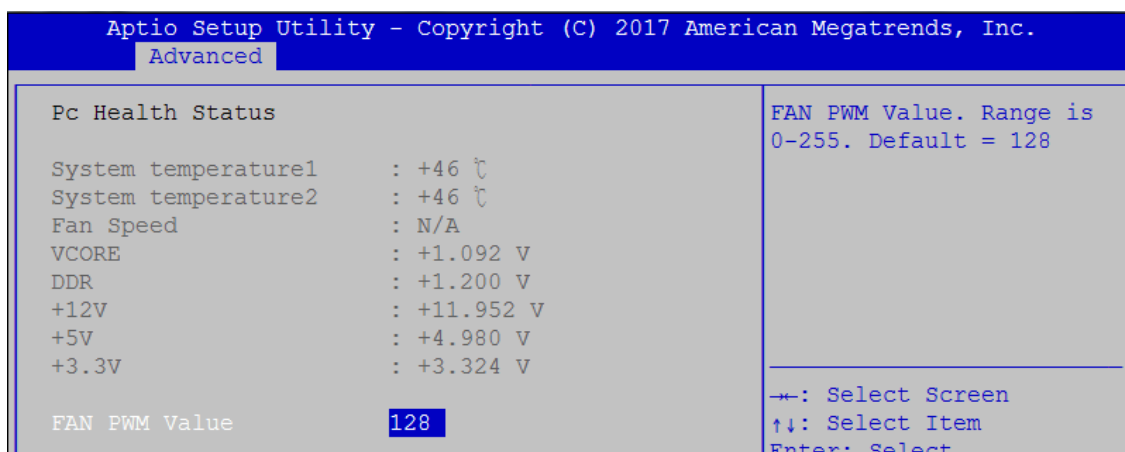 Aptio Setup Utility – Copyright (C) 2017 American Megatrends, Inc.
Advanced
Pc Health Status
System temperature1 : +46 ℃
System temperature2 : +46 ℃
Fan Speed : N/A
VCORE : +1.092 V
DDR : +1.200 V
+12V : +11.952 V
+5V : +4.980 V
+3.3V : +3.324 V
FAN PWM Value 128
FAN PWM Value. Range is
0-255. Default = 128
→←: Select Screen
↑↓: Select Item
Enter: Select